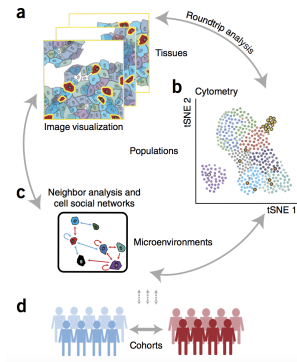 a
Roundtrip analysis
Tissues
Image visualization
b
Cytometry
tSNE 2
Populations
tSNE 1
c
Neighbor analysis and
cell social networks
Microenvironments
d
Cohorts